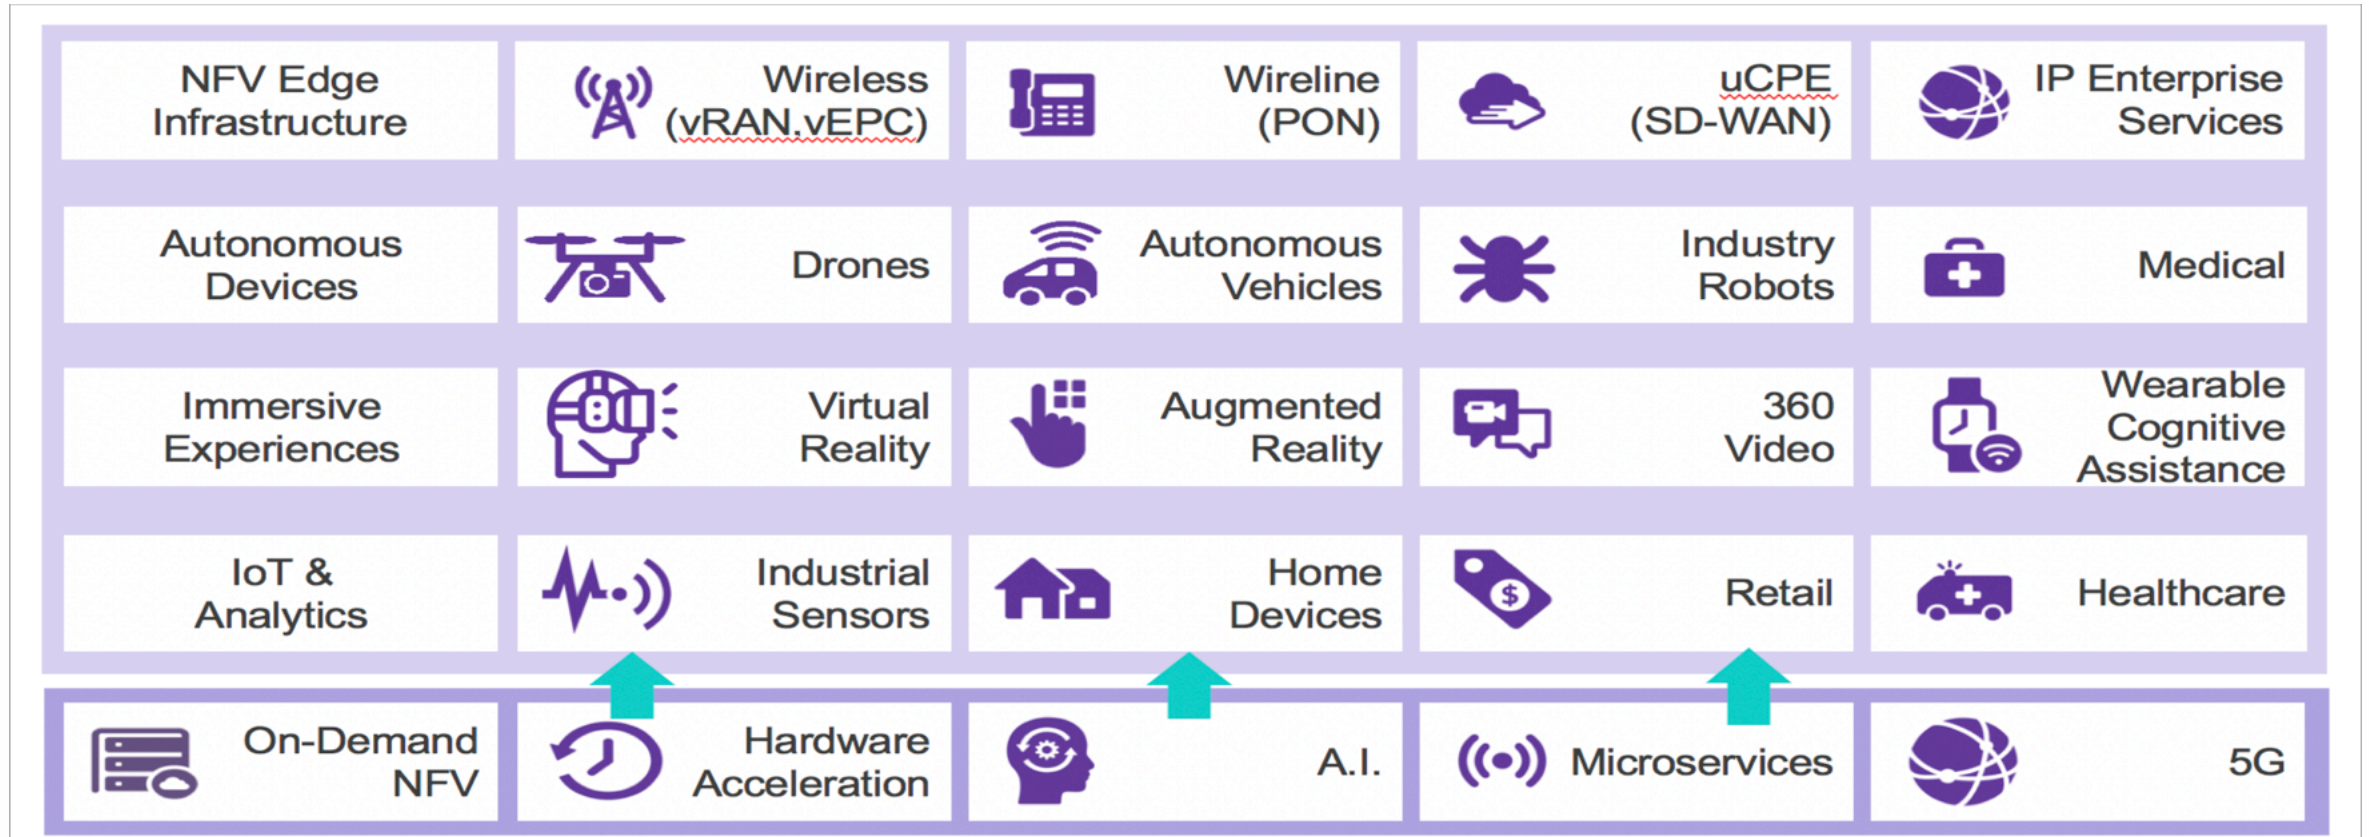 NFV Edge
Infrastructure
Wireless
(vRAN,vEPC)
Wireline
(PON)
uCPE
(SD-WAN)
IP Enterprise
Services
Autonomous
Devices
Drones
Autonomous
Vehicles
Industry
Robots
Medical
Immersive
Experiences
Virtual
Reality
Augmented
Reality
360
Video
Wearable
Cognitive
Assistance
IoT &
Analytics
Industrial
Sensors
Home
Devices
$
Retail
Healthcare
On-Demand
NFV
Hardware
Acceleration
A.I.
Microservices
5G